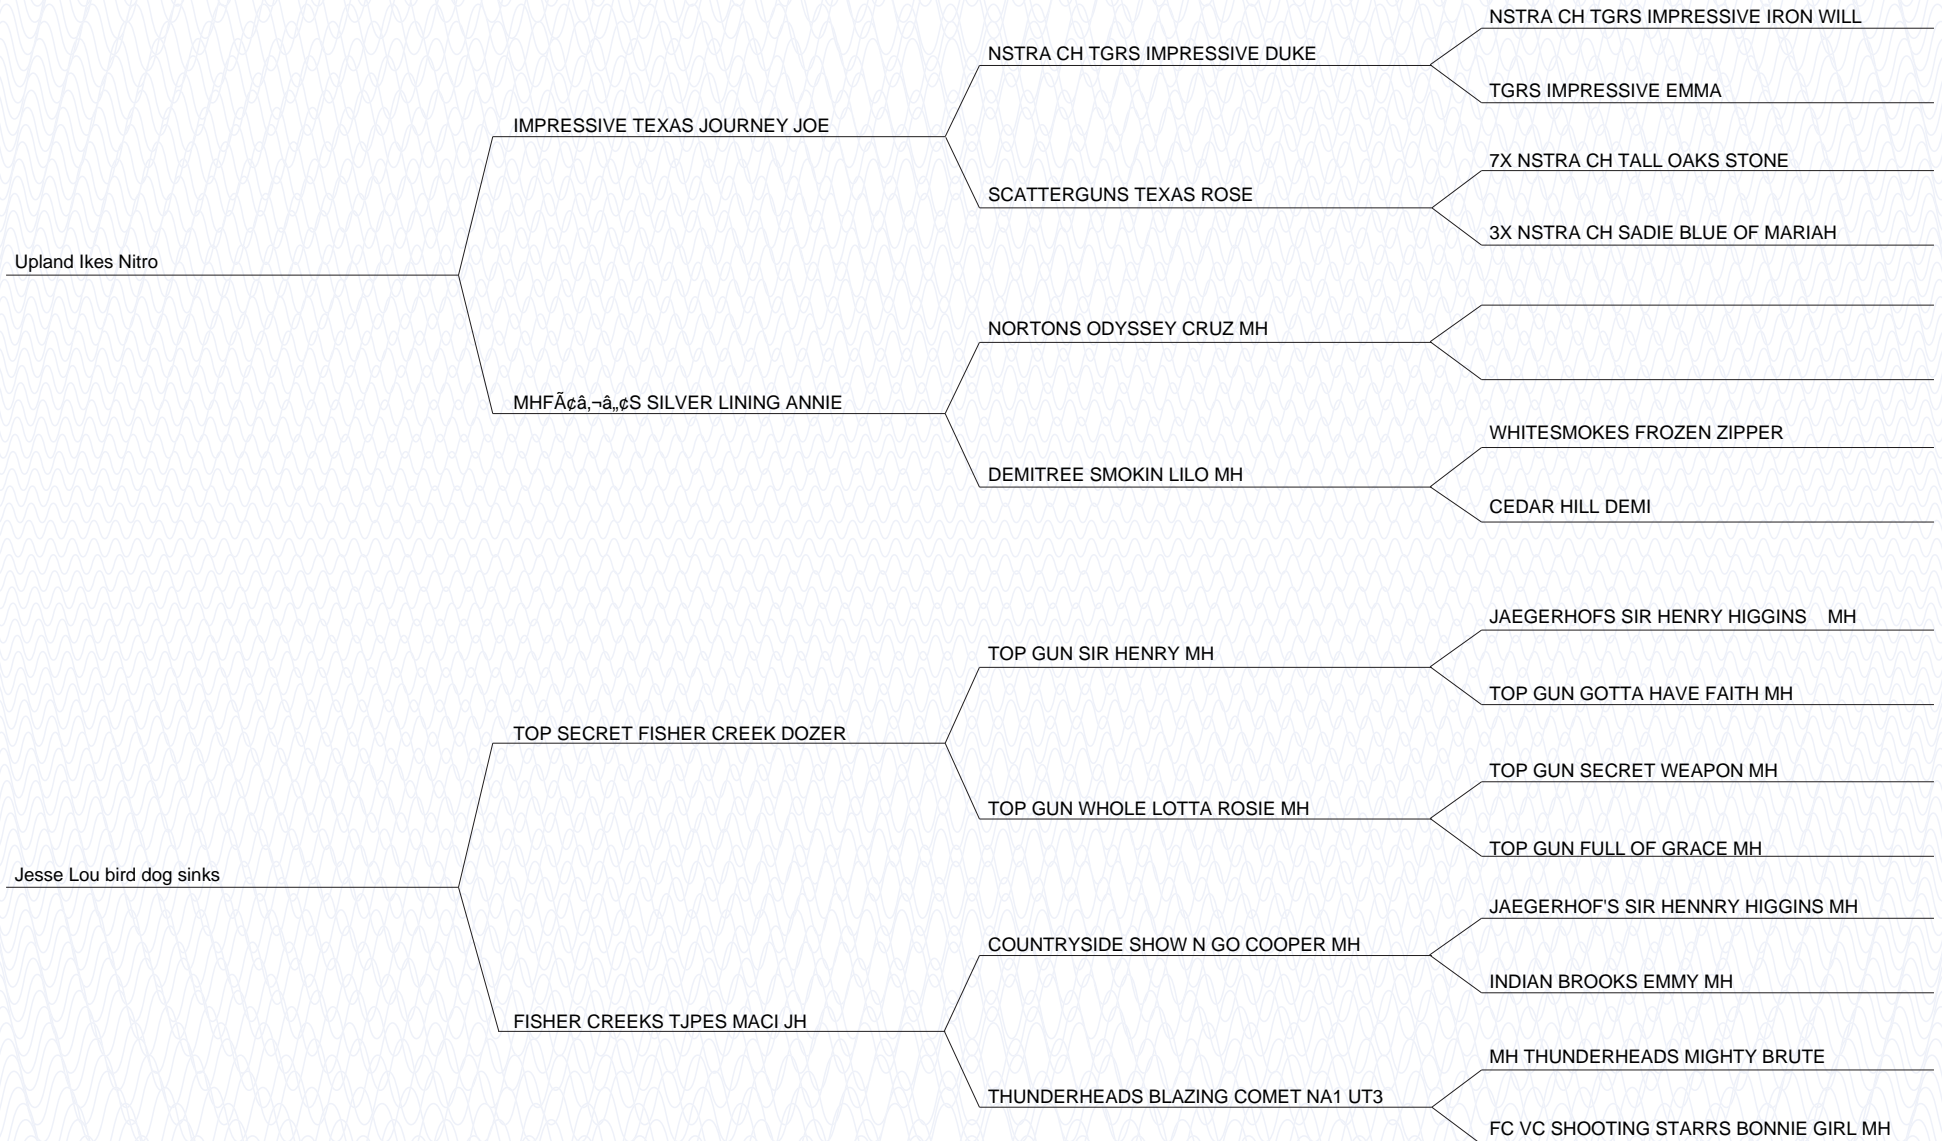 NSTRA CH TGRS IMPRESSIVE IRON WILL
NSTRA CH TGRS IMPRESSIVE DUKE
TGRS IMPRESSIVE EMMA
IMPRESSIVE TEXAS JOURNEY JOE
7X NSTRA CH TALL OAKS STONE
SCATTERGUNS TEXAS ROSE
3X NSTRA CH SADIE BLUE OF MARIAH
Upland Ikes Nitro
NORTONS ODYSSEY CRUZ MH
MHFÃ¢â‚¬â„¢S SILVER LINING ANNIE
WHITESMOKES FROZEN ZIPPER
DEMITREE SMOKIN LILO MH
CEDAR HILL DEMI
JAEGERHOFS SIR HENRY HIGGINS    MH
TOP GUN SIR HENRY MH
TOP GUN GOTTA HAVE FAITH MH
TOP SECRET FISHER CREEK DOZER
TOP GUN SECRET WEAPON MH
TOP GUN WHOLE LOTTA ROSIE MH
TOP GUN FULL OF GRACE MH
Jesse Lou bird dog sinks
JAEGERHOF'S SIR HENNRY HIGGINS MH
COUNTRYSIDE SHOW N GO COOPER MH
INDIAN BROOKS EMMY MH
FISHER CREEKS TJPES MACI JH
MH THUNDERHEADS MIGHTY BRUTE
THUNDERHEADS BLAZING COMET NA1 UT3
FC VC SHOOTING STARRS BONNIE GIRL MH